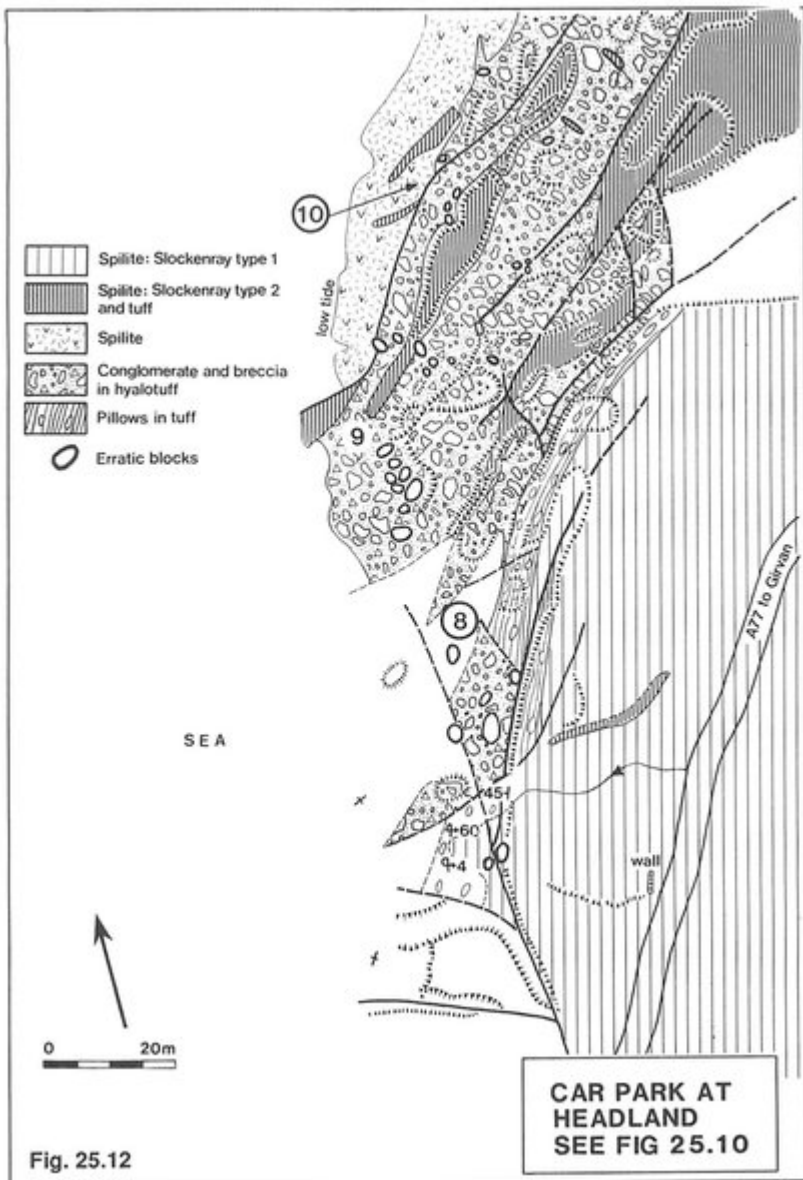 10
Spilite: Slockenray type 1
Spilite: Slockenray type 2
and tuff
Spilite
Conglomerate and breccia
in hyalotuff
Pillows in tuff
Erratic blocks
low tide
9
8
A77 to Girvan
SEA
45
60
4
wall
0 20m
CAR PARK AT
HEADLAND
SEE FIG 25.10
Fig. 25.12